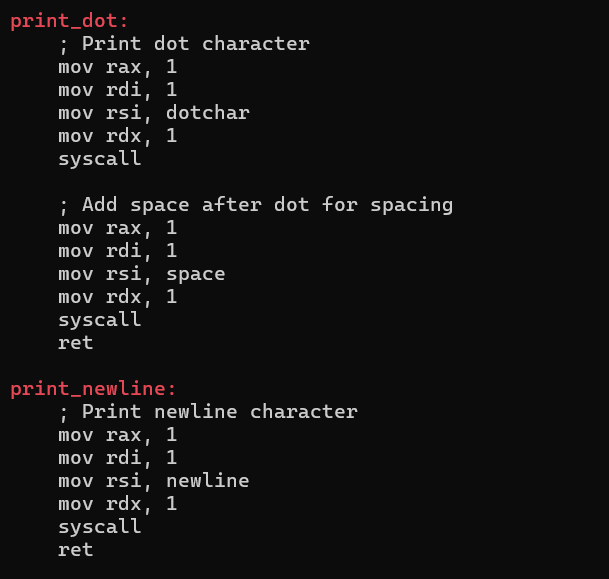 print_dot:
    ; Print dot character
    mov rax, 1
    mov rdi, 1
    mov rsi, dotchar
    mov rdx, 1
    syscall

    ; Add space after dot for spacing
    mov rax, 1
    mov rdi, 1
    mov rsi, space
    mov rdx, 1
    syscall
    ret

print_newline:
    ; Print newline character
    mov rax, 1
    mov rdi, 1
    mov rsi, newline
    mov rdx, 1
    syscall
    ret